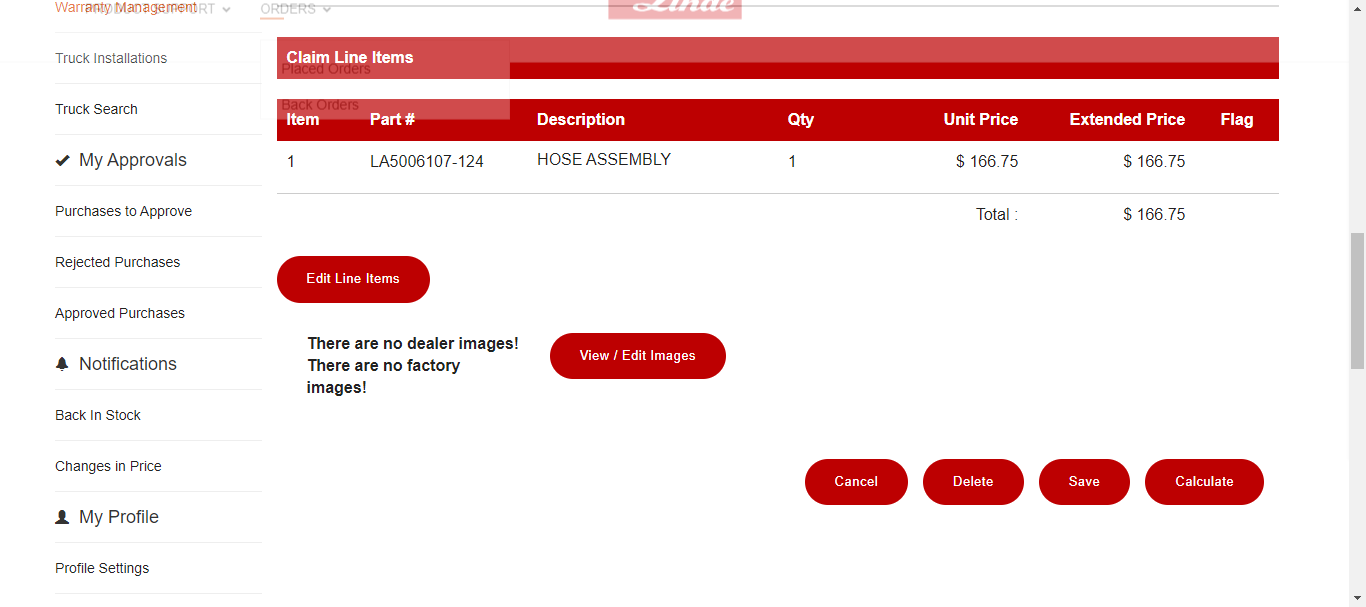 Warranty Management
PRODUCT SUPPORT
ORDERS
Linde
Placed Orders
Back Orders
Truck Installations
Truck Search
My Approvals
Purchases to Approve
Rejected Purchases
Approved Purchases
Notifications
Back In Stock
Changes in Price
My Profile
Profile Settings
Claim Line Items
Item Part # Description Qty Unit Price Extended Price Flag
1 LA5006107-124 HOSE ASSEMBLY 1 $ 166.75 $ 166.75
Total : $ 166.75
Edit Line Items
There are no dealer images!
There are no factory
images!
View / Edit Images
Cancel Delete Save Calculate